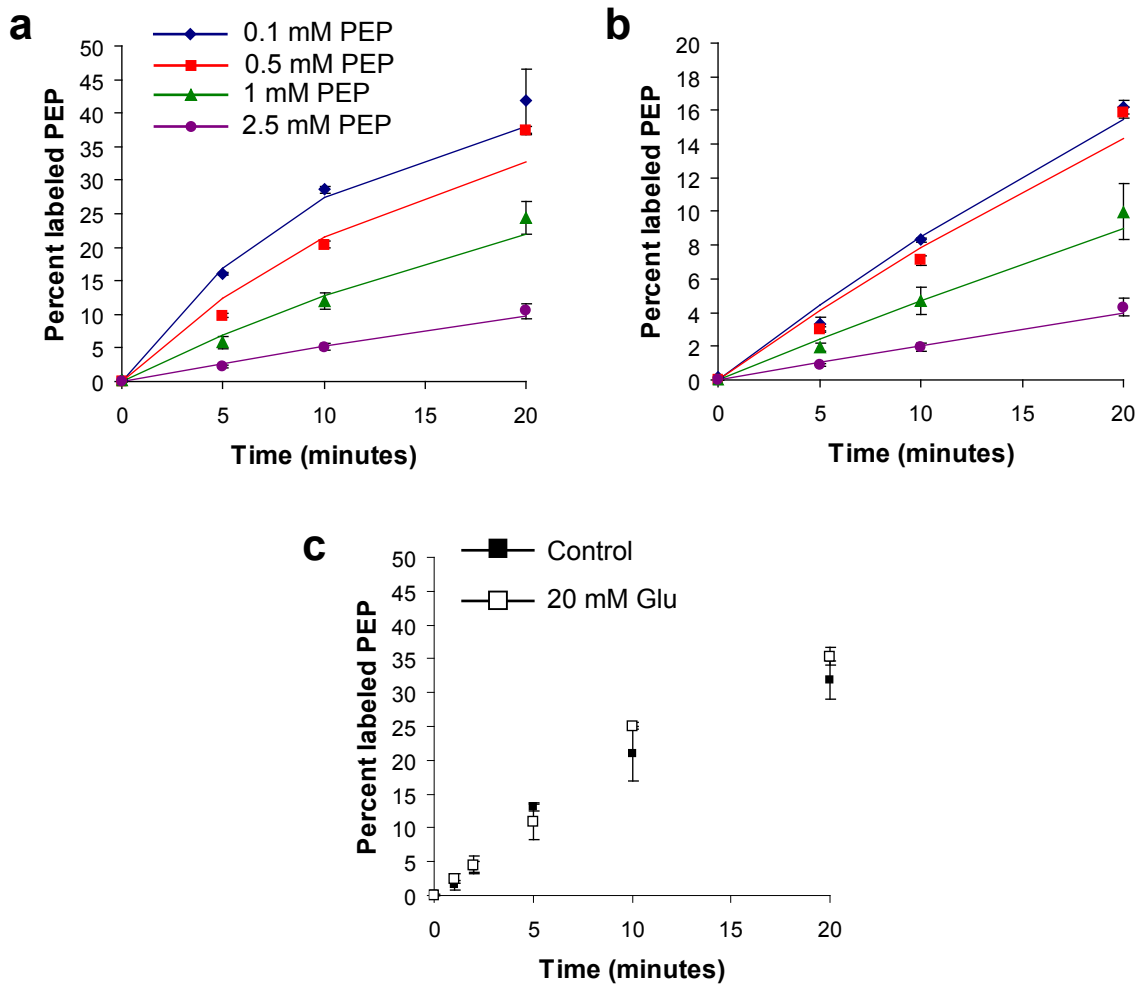 a
0.1 mM PEP
0.5 mM PEP
1 mM PEP
2.5 mM PEP
Percent labeled PEP
50
45
40
35
30
25
20
15
10
5
0
0 5 10 15 20
Time (minutes)
b
Percent labeled PEP
20
18
16
14
12
10
8
6
4
2
0
0 5 10 15 20
Time (minutes)
c
Control
20 mM Glu
Percent labeled PEP
50
45
40
35
30
25
20
15
10
5
0
0 5 10 15 20
Time (minutes)